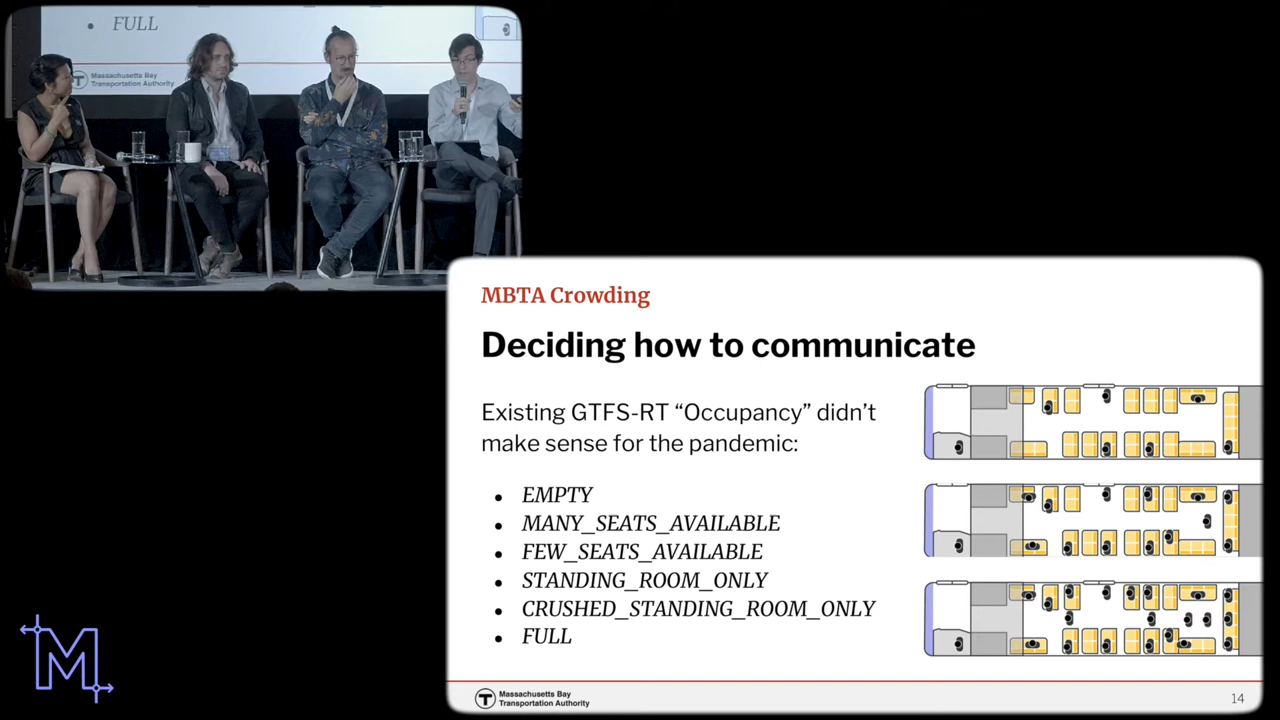 FULL
Massachusetts Bay
Transportation Authority
MBTA Crowding
Deciding how to communicate
Existing GTFS-RT “Occupancy” didn’t
make sense for the pandemic:
• EMPTY
• MANY_SEATS_AVAILABLE
• FEW_SEATS_AVAILABLE
• STANDING_ROOM_ONLY
• CRUSHED_STANDING_ROOM_ONLY
• FULL
T
Massachusetts Bay
Transportation Authority
14
M